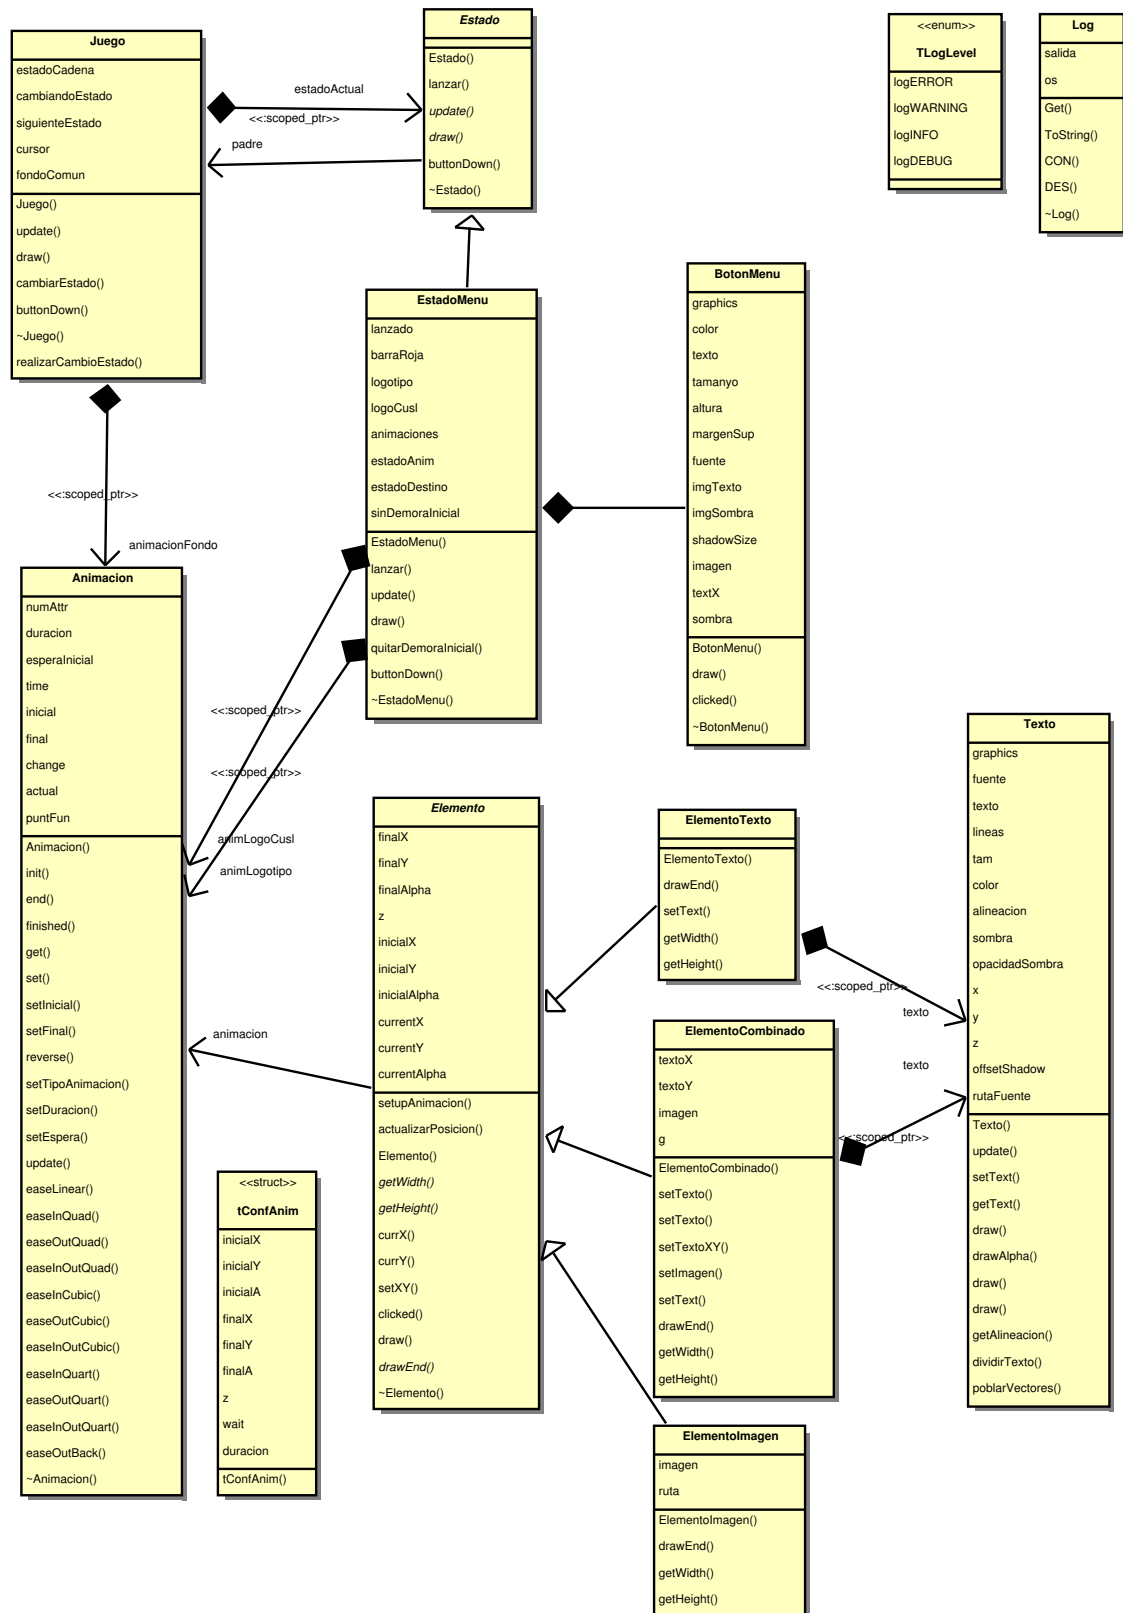 Juego
estadoCadena
cambiandoEstado
siguienteEstado
cursor
fondoComun
Juego()
update()
draw()
cambiarEstado()
buttonDown()
~Juego()
realizarCambioEstado()
estadoActual
<<:scoped_ptr>>
padre
Estado
Estado()
lanzar()
update()
draw()
buttonDown()
~Estado()
<<enum>>
TLogLevel
logERROR
logWARNING
logINFO
logDEBUG
Log
salida
os
Get()
ToString()
CON()
DES()
~Log()
EstadoMenu
lanzado
barraRoja
logotipo
logoCusl
animaciones
estadoAnim
estadoDestino
sinDemoraInicial
EstadoMenu()
lanzar()
update()
draw()
quitarDemoraInicial()
buttonDown()
~EstadoMenu()
BotonMenu
graphics
color
texto
tamanyo
altura
margenSup
fuente
imgTexto
imgSombra
shadowSize
imagen
textX
sombra
BotonMenu()
draw()
clicked()
~BotonMenu()
<<:scoped_ptr>>
animacionFondo
Animacion
numAttr
duracion
esperaInicial
time
inicial
final
change
actual
puntFun
Animacion()
init()
end()
finished()
get()
set()
setInicial()
setFinal()
reverse()
setTipoAnimacion()
setDuracion()
setEspera()
update()
easeLinear()
easeInQuad()
easeOutQuad()
easeInOutQuad()
easeInCubic()
easeOutCubic()
easeInOutCubic()
easeInQuart()
easeOutQuart()
easeInOutQuart()
easeOutBack()
~Animacion()
<<:scoped_ptr>>
<<:scoped_ptr>>
animLogoCusl
animLogotipo
animacion
<<struct>>
tConfAnim
inicialX
inicialY
inicialA
finalX
finalY
finalA
z
wait
duracion
tConfAnim()
Elemento
finalX
finalY
finalAlpha
z
inicialX
inicialY
inicialAlpha
currentX
currentY
currentAlpha
setupAnimacion()
actualizarPosicion()
Elemento()
getWidth()
getHeight()
currX()
currY()
setXY()
clicked()
draw()
drawEnd()
~Elemento()
ElementoTexto
ElementoTexto()
drawEnd()
setText()
getWidth()
getHeight()
<<:scoped_ptr>>
texto
ElementoCombinado
textoX
textoY
imagen
g
ElementoCombinado()
setTexto()
setTexto()
setTextoXY()
setImagen()
setText()
drawEnd()
getWidth()
getHeight()
texto
<<:scoped_ptr>>
ElementoImagen
imagen
ruta
ElementoImagen()
drawEnd()
getWidth()
getHeight()
Texto
graphics
fuente
texto
lineas
tam
color
alineacion
sombra
opacidadSombra
x
y
z
offsetShadow
rutaFuente
Texto()
update()
setText()
getText()
draw()
drawAlpha()
draw()
draw()
getAlineacion()
dividirTexto()
poblarVectores()